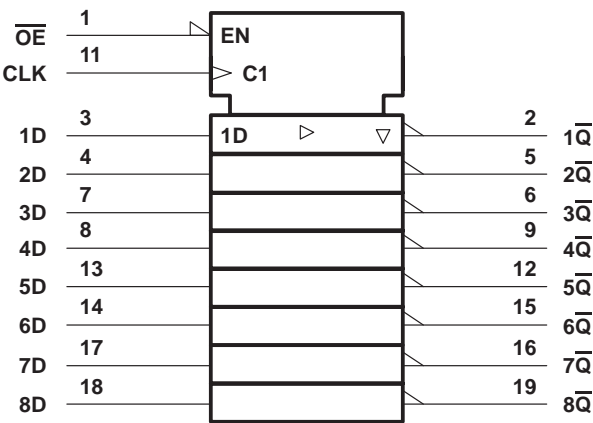 1
OE EN
11
CLK C1
3 2
1D 1D 1Q
4 5
2D 2Q
7 6
3D 3Q
8 9
4D 4Q
13 12
5D 5Q
14 15
6D 6Q
17 16
7D 7Q
18 19
8D 8Q